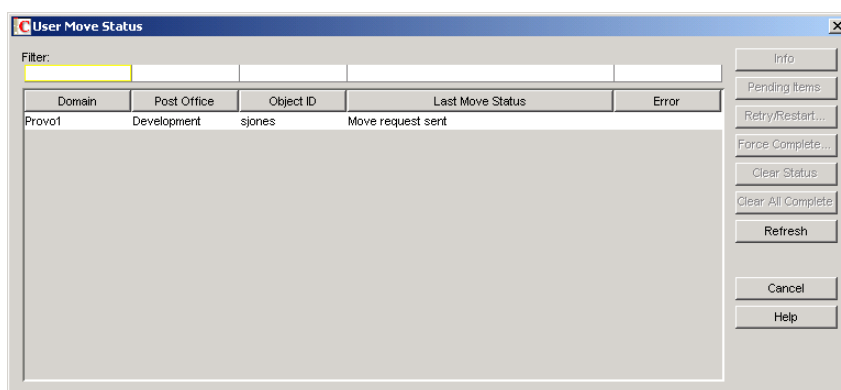 User Move Status
Filter:
Info
Pending Items
Retry/Restart...
Force Complete...
Clear Status
Clear All Complete
Refresh
Cancel
Help
Domain Post Office Object ID Last Move Status Error
Provo1 Development sjones Move request sent